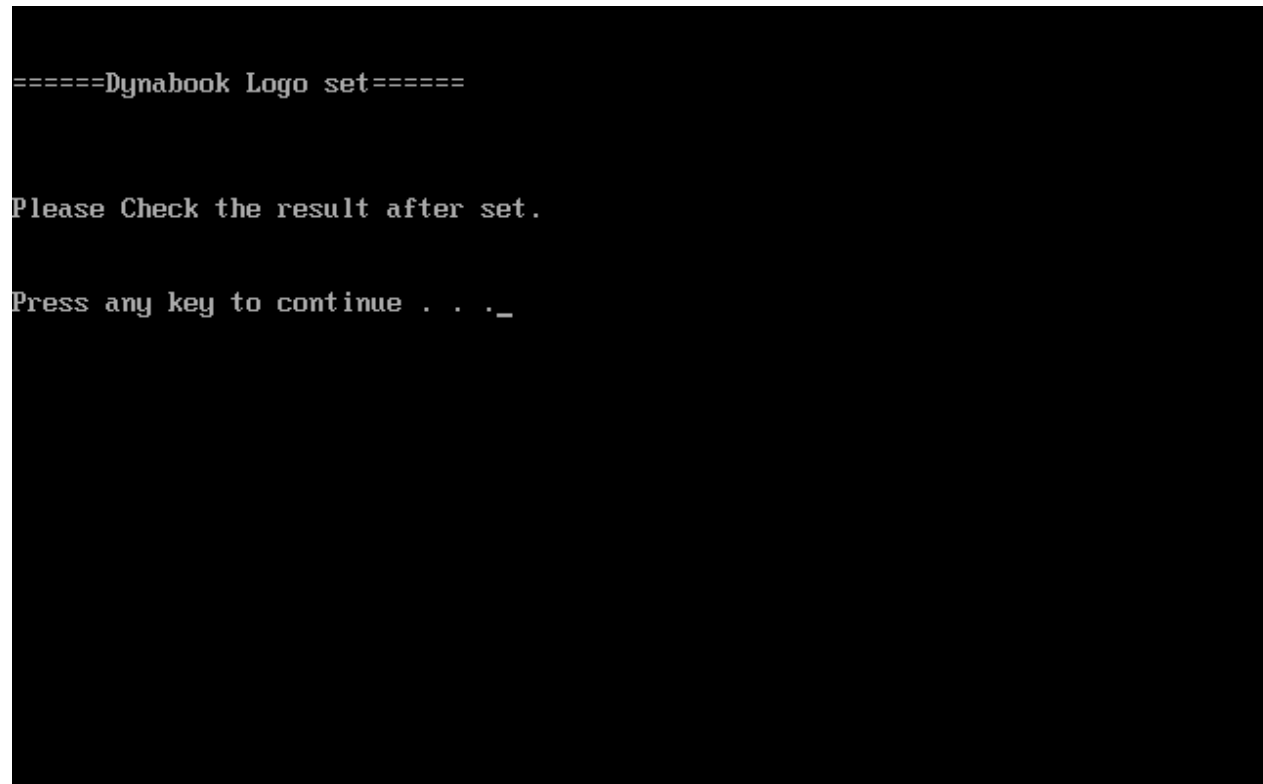 ======Dynabook Logo set======
Please Check the result after set.
Press any key to continue . . ._